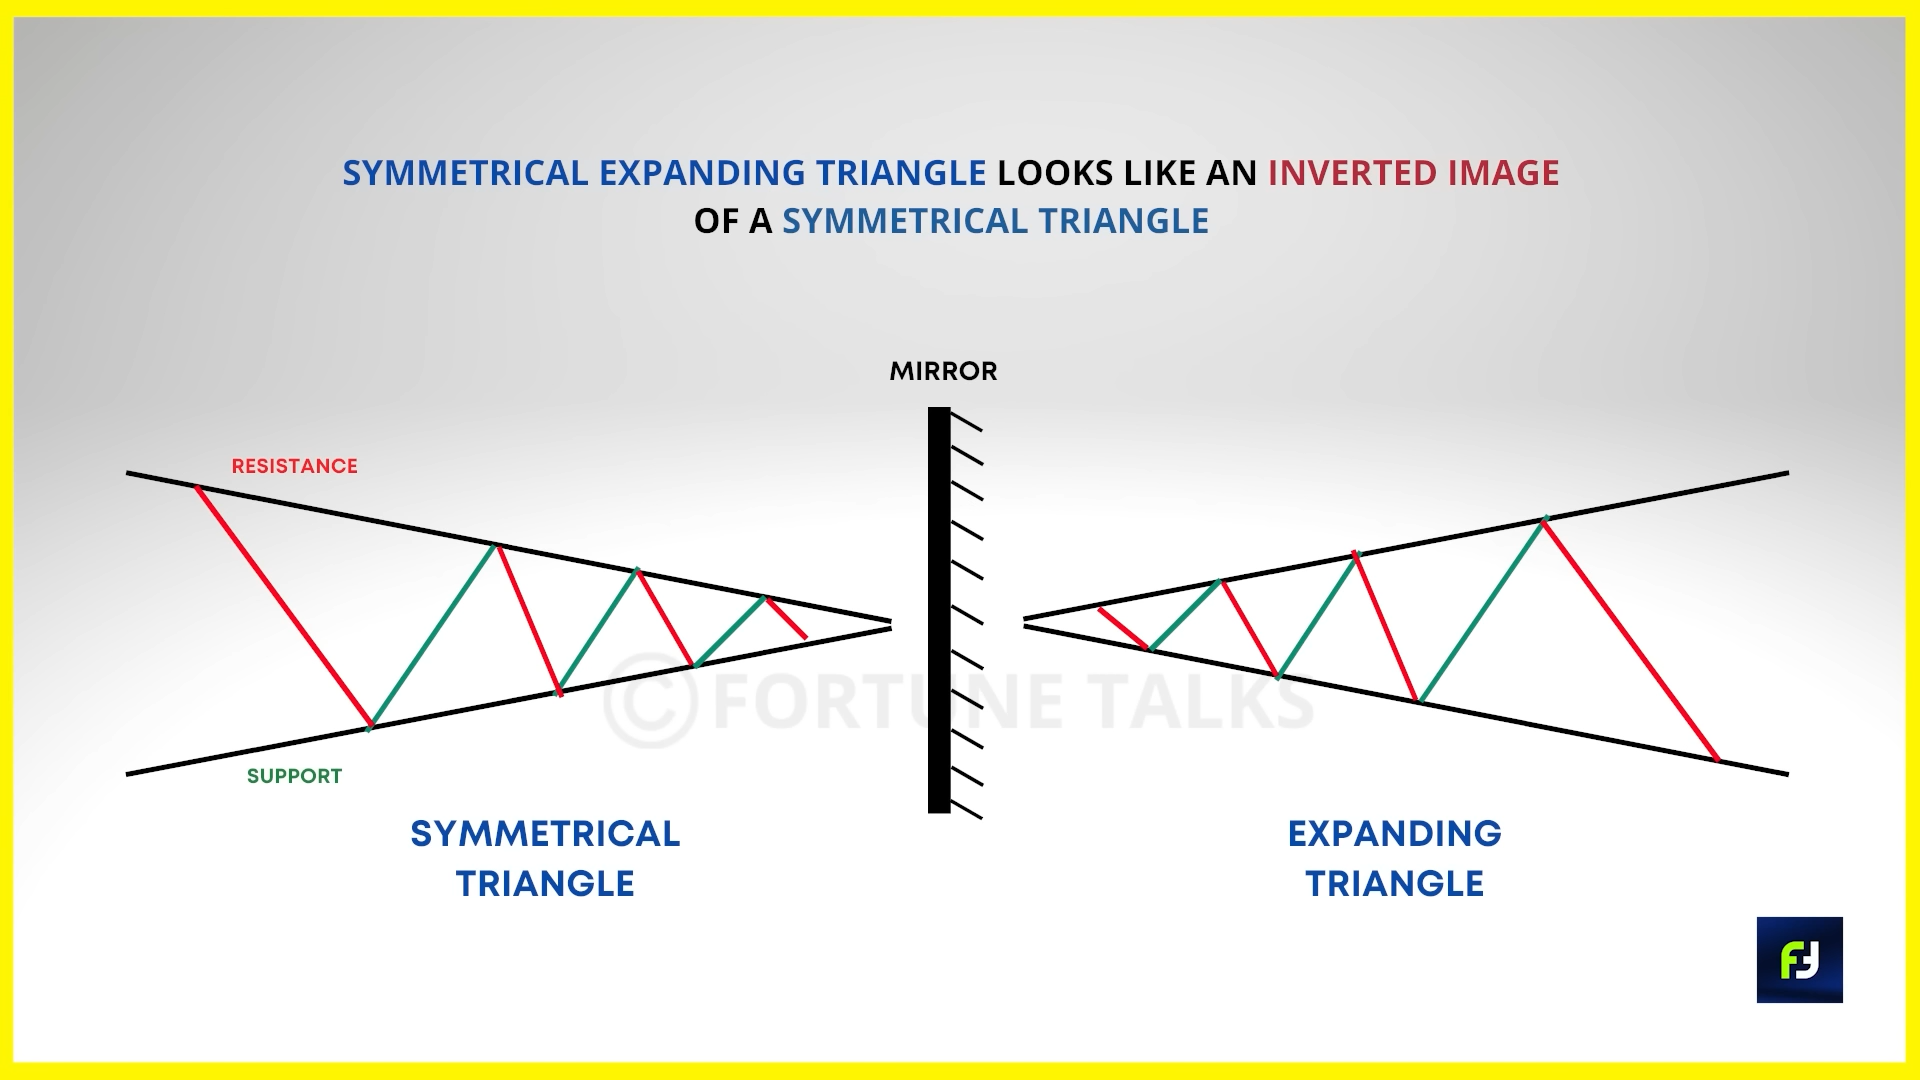 SYMMETRICAL EXPANDING TRIANGLE LOOKS LIKE AN INVERTED IMAGE
OF A SYMMETRICAL TRIANGLE
MIRROR
RESISTANCE
SUPPORT
© FORTUNE TALKS
SYMMETRICAL
TRIANGLE
EXPANDING
TRIANGLE